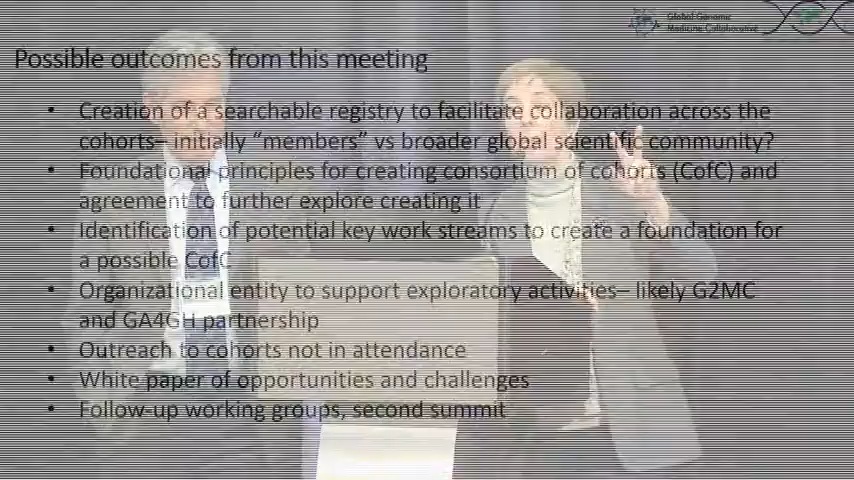 Global Genomic
Medicine Collaborative
Possible outcomes from this meeting
• Creation of a searchable registry to facilitate collaboration across the
cohorts– initially “members” vs broader global scientific community?
• Foundational principles for creating consortium of cohorts (CofC) and
agreement to further explore creating it
• Identification of potential key work streams to create a foundation for
a possible CofC
• Organizational entity to support exploratory activities– likely G2MC
and GA4GH partnership
• Outreach to cohorts not in attendance
• White paper of opportunities and challenges
• Follow-up working groups, second summit